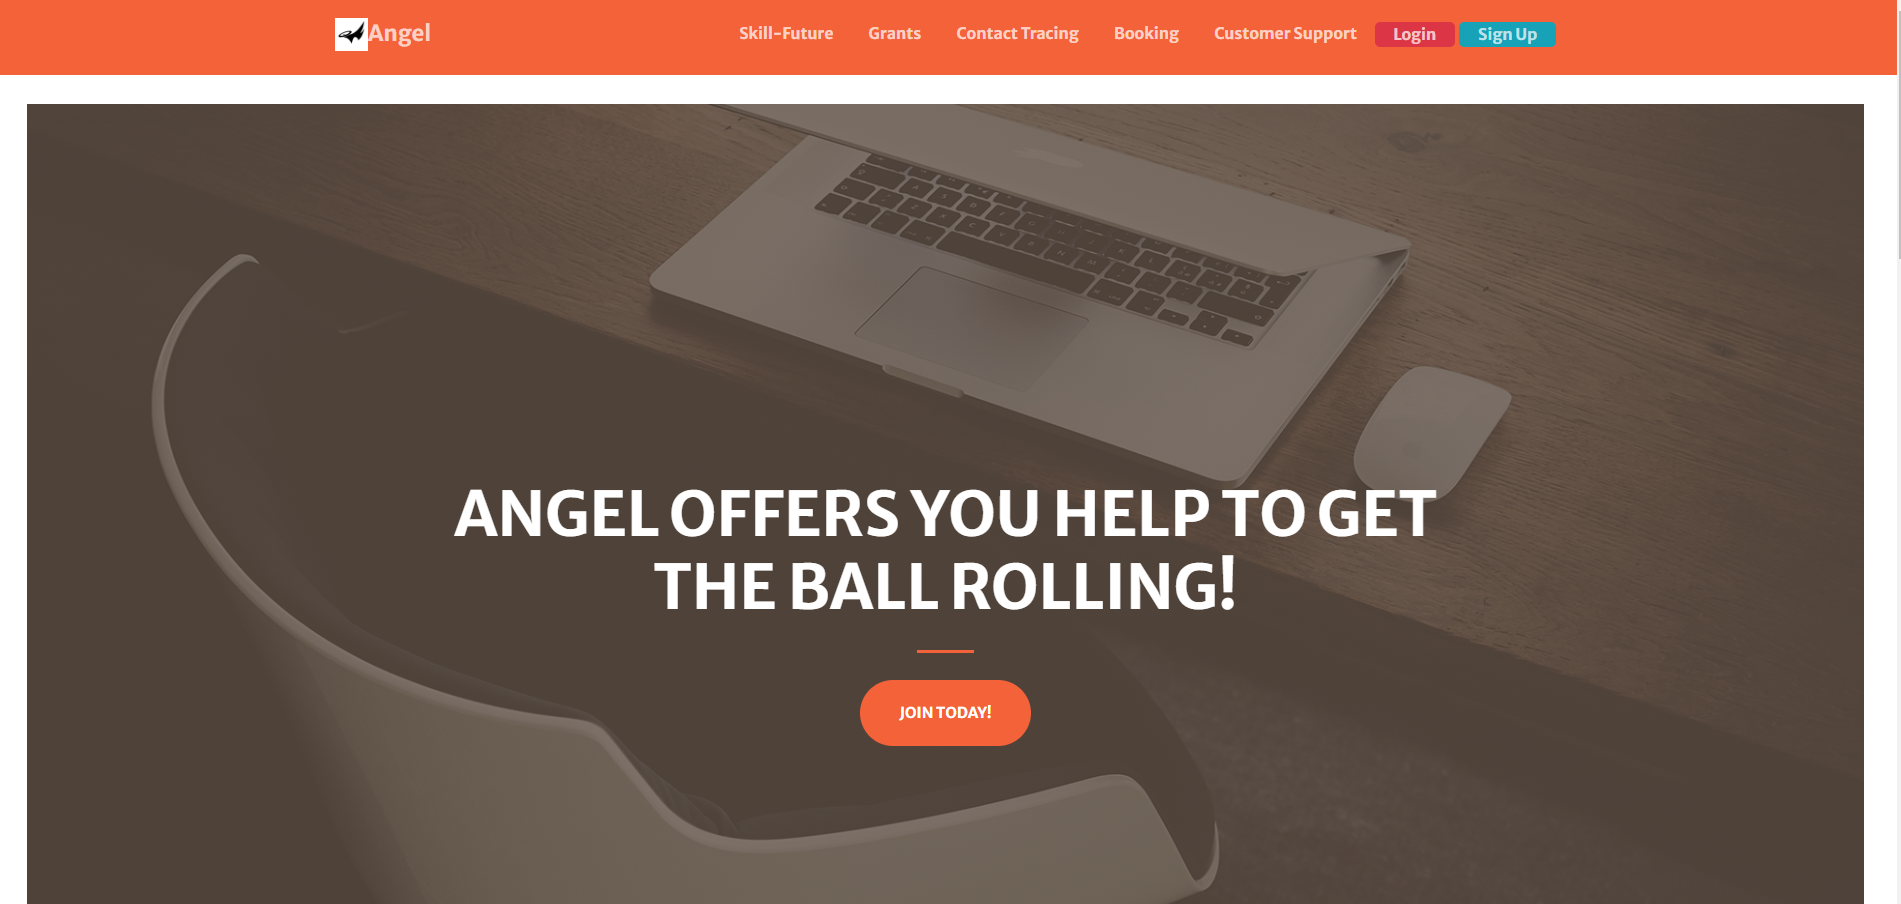 Angel
Skill-Future
Grants
Contact Tracing
Booking
Customer Support
Login
Sign Up
ANGEL OFFERS YOU HELP TO GET
THE BALL ROLLING!
JOIN TODAY!